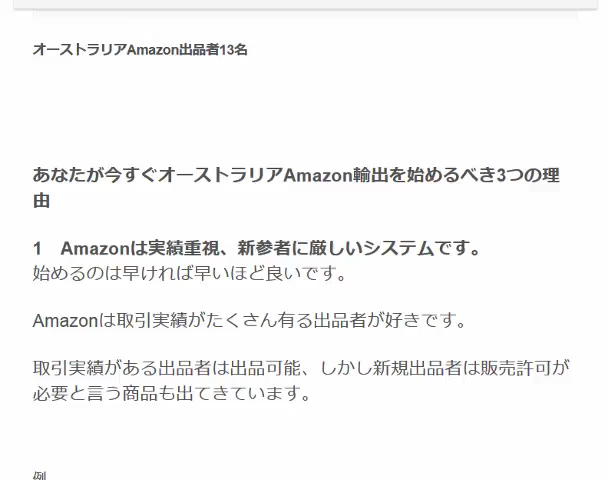 オーストラリアAmazon出品者13名
あなたが今すぐオーストラリアAmazon輸出を始めるべき3つの理
由
1　Amazonは実績重視、新参者に厳しいシステムです。
始めるのは早ければ早いほど良いです。
Amazonは取引実績がたくさん有る出品者が好きです。
取引実績がある出品者は出品可能、しかし新規出品者は販売許可が
必要と言う商品も出てきています。
例